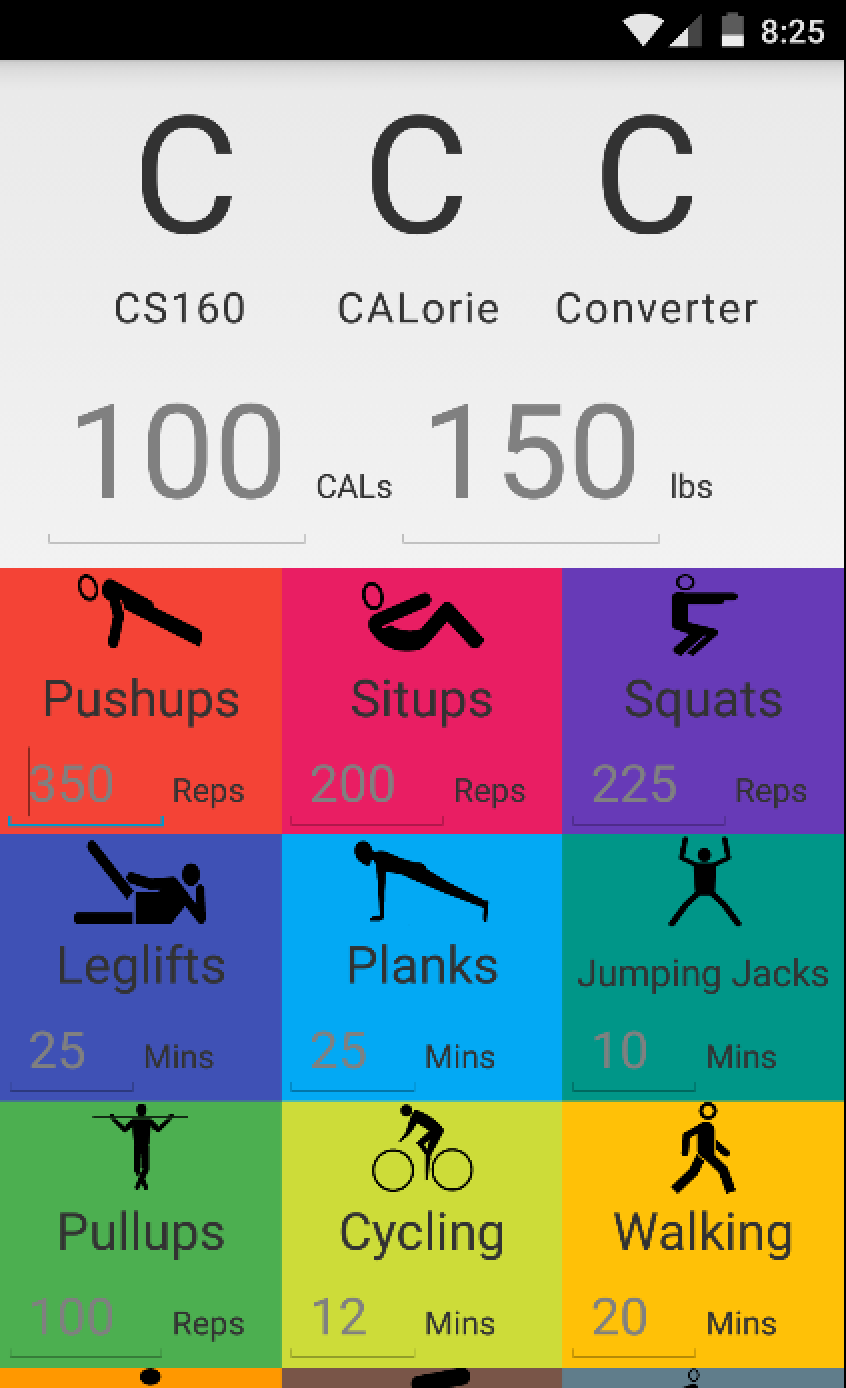 8:25
C C C
CS160 CALorie Converter
100 CALs 150 lbs
Pushups Situps Squats
350 Reps 200 Reps 225 Reps
Leglifts Planks Jumping Jacks
25 Mins 25 Mins 10 Mins
Pullups Cycling Walking
100 Reps 12 Mins 20 Mins